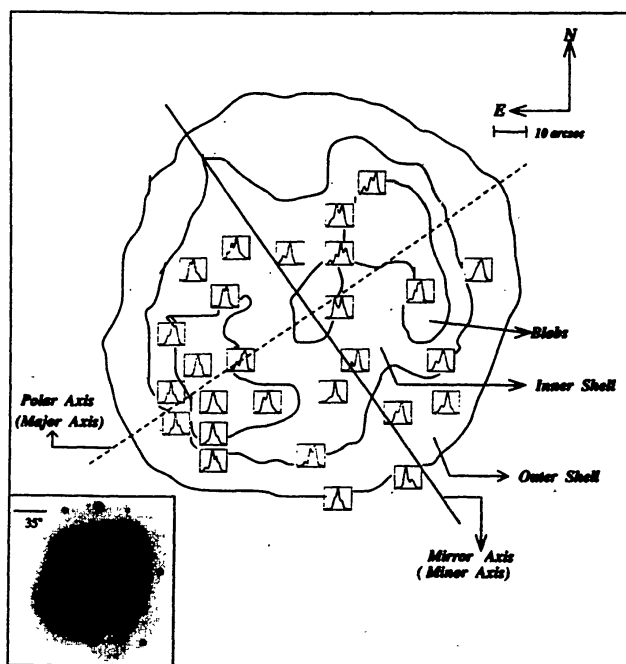 N
E
10 arcsec
Blobs
Inner Shell
Polar Axis
(Major Axis)
Outer Shell
35"
Mirror Axis
( Minor Axis)